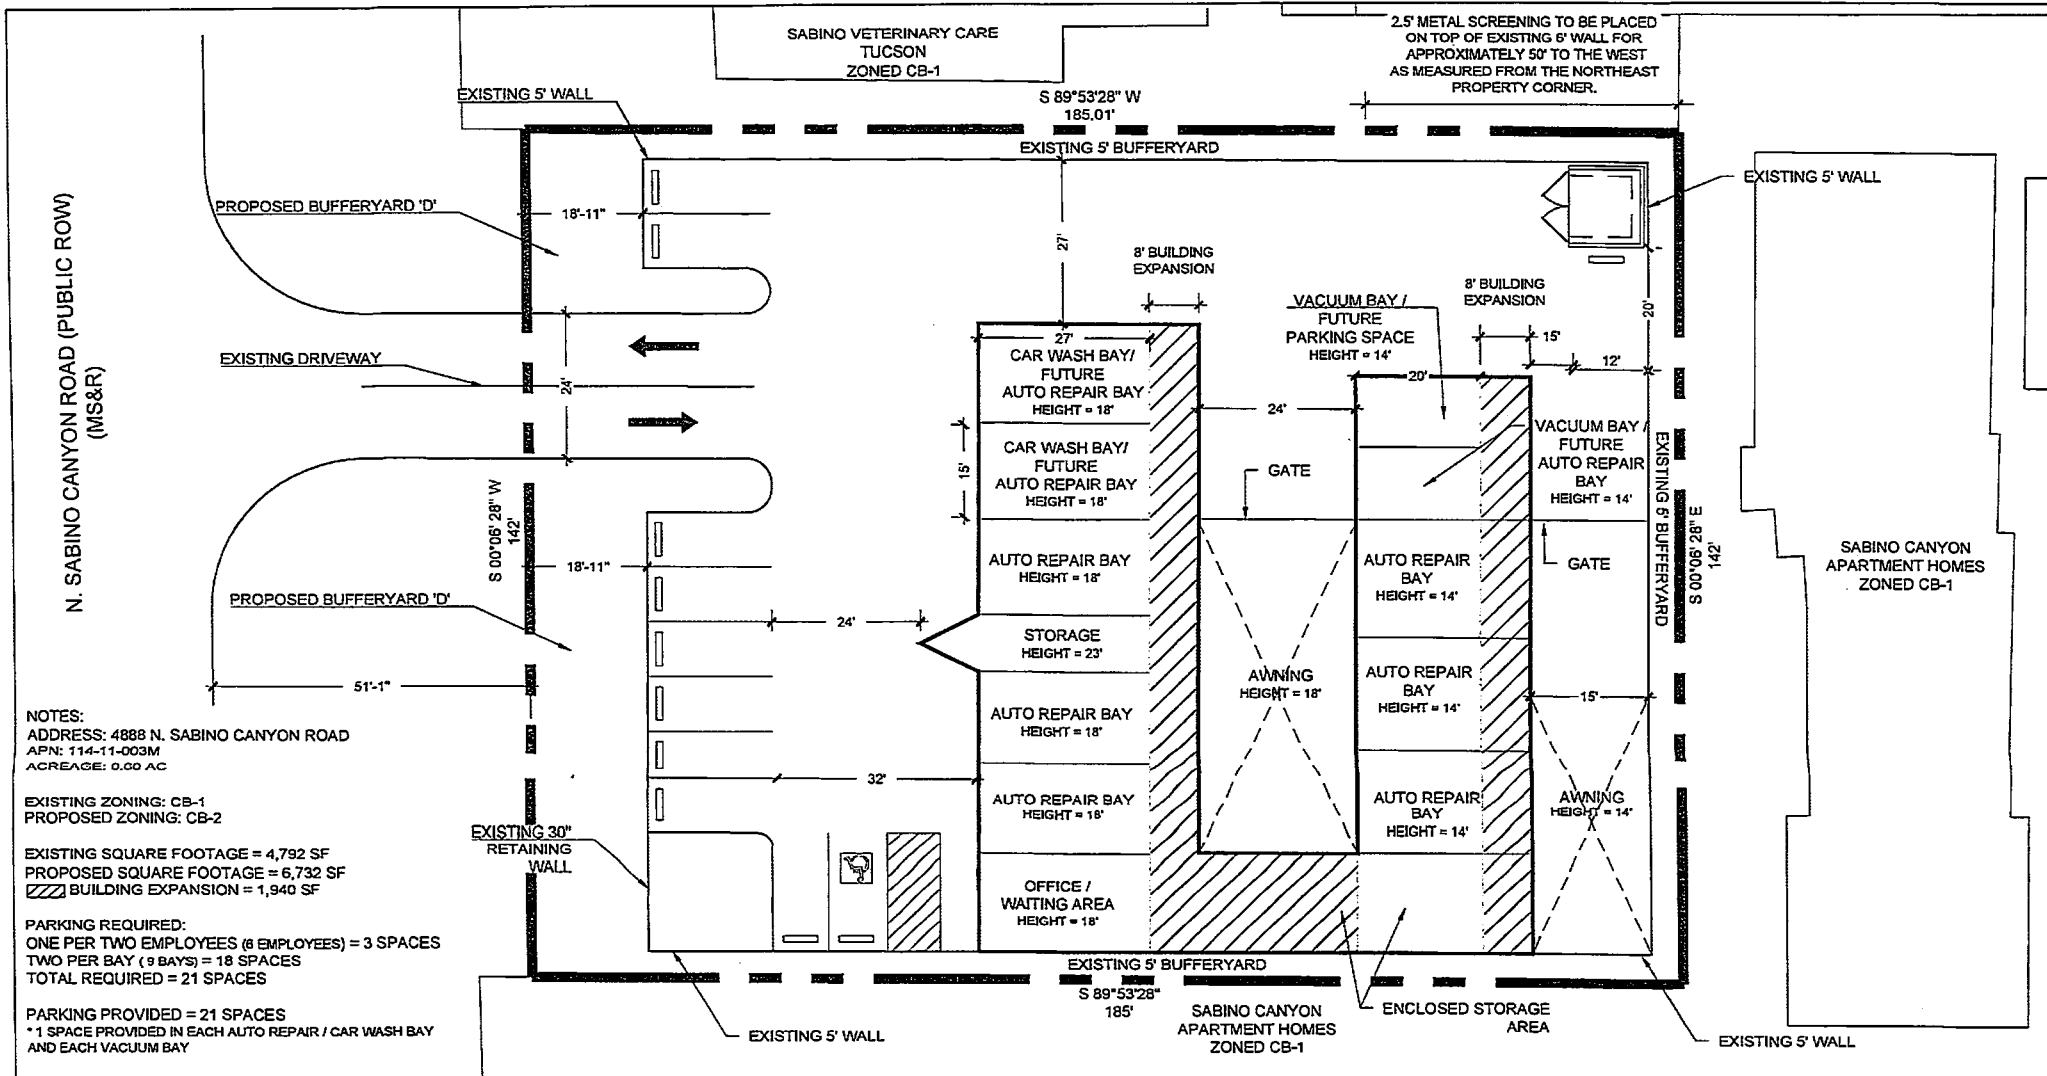 SABINO VETERINARY CARE
TUCSON
ZONED CB-1
2.5' METAL SCREENING TO BE PLACED
ON TOP OF EXISTING 6' WALL FOR
APPROXIMATELY 50' TO THE WEST
AS MEASURED FROM THE NORTHEAST
PROPERTY CORNER.
EXISTING 5' WALL
S 89°53'28" W
185.01'
EXISTING 5' BUFFERYARD
EXISTING 5' WALL
PROPOSED BUFFERYARD 'D'
18'-11"
27'
8' BUILDING
EXPANSION
8' BUILDING
EXPANSION
20'
N. SABINO CANYON ROAD (PUBLIC ROW)
(MS&R)
VACUUM BAY /
FUTURE
PARKING SPACE
HEIGHT = 14'
15'
12'
EXISTING DRIVEWAY
24'
27'
CAR WASH BAY/
FUTURE
AUTO REPAIR BAY
HEIGHT = 18'
20'
24'
15'
CAR WASH BAY/
FUTURE
AUTO REPAIR BAY
HEIGHT = 18'
GATE
VACUUM BAY /
FUTURE
AUTO REPAIR
BAY
HEIGHT = 14'
EXISTING 5' BUFFERYARD
S 00°06' 28" E
142'
S 00°06' 28" W
142'
18'-11"
AUTO REPAIR BAY
HEIGHT = 18'
AUTO REPAIR
BAY
HEIGHT = 14'
GATE
SABINO CANYON
APARTMENT HOMES
ZONED CB-1
PROPOSED BUFFERYARD 'D'
24'
STORAGE
HEIGHT = 23'
51'-1"
AWNING
HEIGHT = 18'
AUTO REPAIR
BAY
HEIGHT = 14'
15'
AUTO REPAIR BAY
HEIGHT = 18'
32'
AUTO REPAIR BAY
HEIGHT = 18'
AUTO REPAIR
BAY
HEIGHT = 14'
AWNING
HEIGHT = 14'
EXISTING 30"
RETAINING
WALL
OFFICE /
WAITING AREA
HEIGHT = 18'
NOTES:
ADDRESS: 4888 N. SABINO CANYON ROAD
APN: 114-11-003M
ACREAGE: 0.60 AC
EXISTING ZONING: CB-1
PROPOSED ZONING: CB-2
EXISTING SQUARE FOOTAGE = 4,792 SF
PROPOSED SQUARE FOOTAGE = 6,732 SF
BUILDING EXPANSION = 1,940 SF
PARKING REQUIRED:
ONE PER TWO EMPLOYEES (6 EMPLOYEES) = 3 SPACES
TWO PER BAY ( 9 BAYS) = 18 SPACES
TOTAL REQUIRED = 21 SPACES
PARKING PROVIDED = 21 SPACES
* 1 SPACE PROVIDED IN EACH AUTO REPAIR / CAR WASH BAY
AND EACH VACUUM BAY
EXISTING 5' BUFFERYARD
S 89°53'28"
185'
EXISTING 5' WALL
SABINO CANYON
APARTMENT HOMES
ZONED CB-1
ENCLOSED STORAGE
AREA
EXISTING 5' WALL